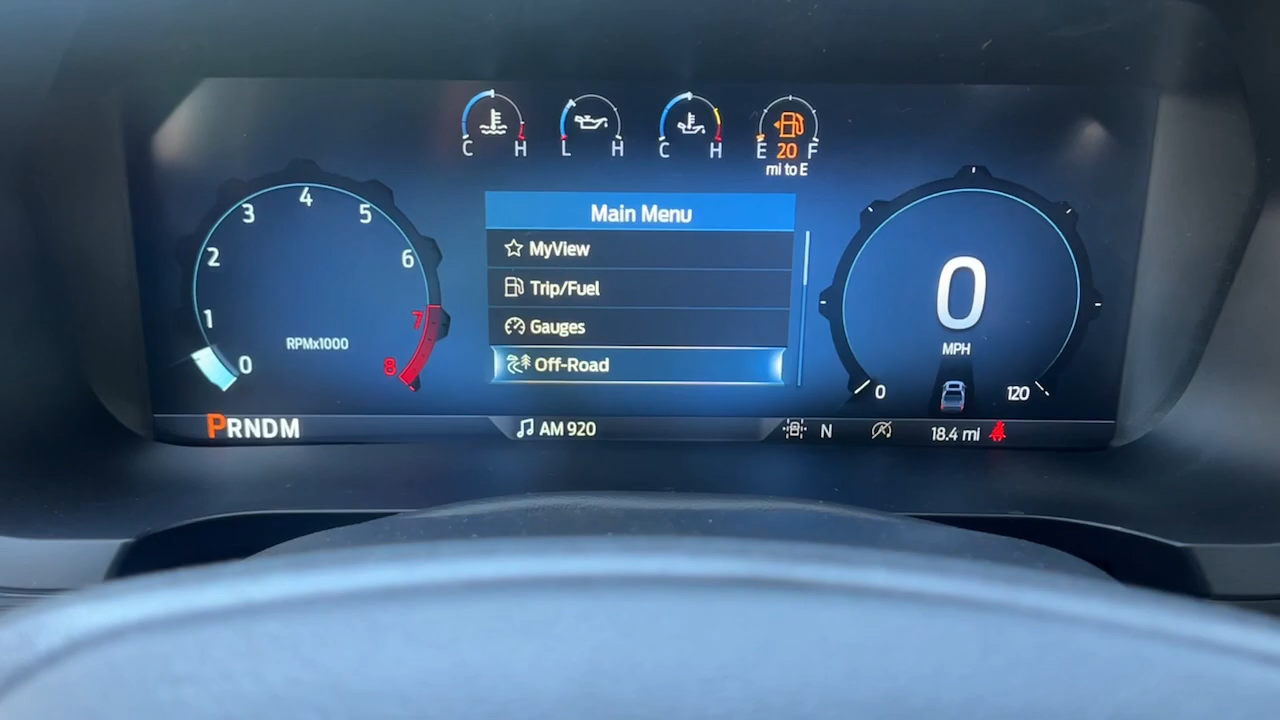 C H
L H
C H
E 20 F
mi to E
Main Menu
MyView
Trip/Fuel
Gauges
Off-Road
0
1
2
3
4
5
6
7
8
RPMx1000
0
MPH
0
120
PRNDM
AM 920
N
18.4 mi